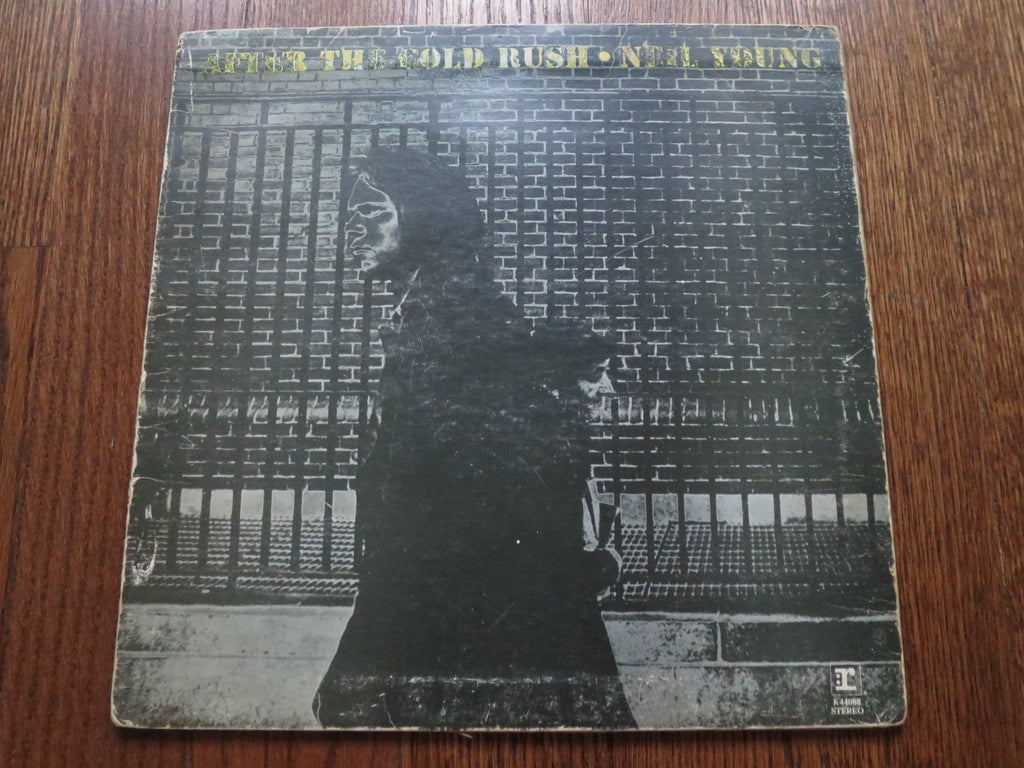 AFTER THE GOLD RUSH • NEIL YOUNG
K44088
STEREO